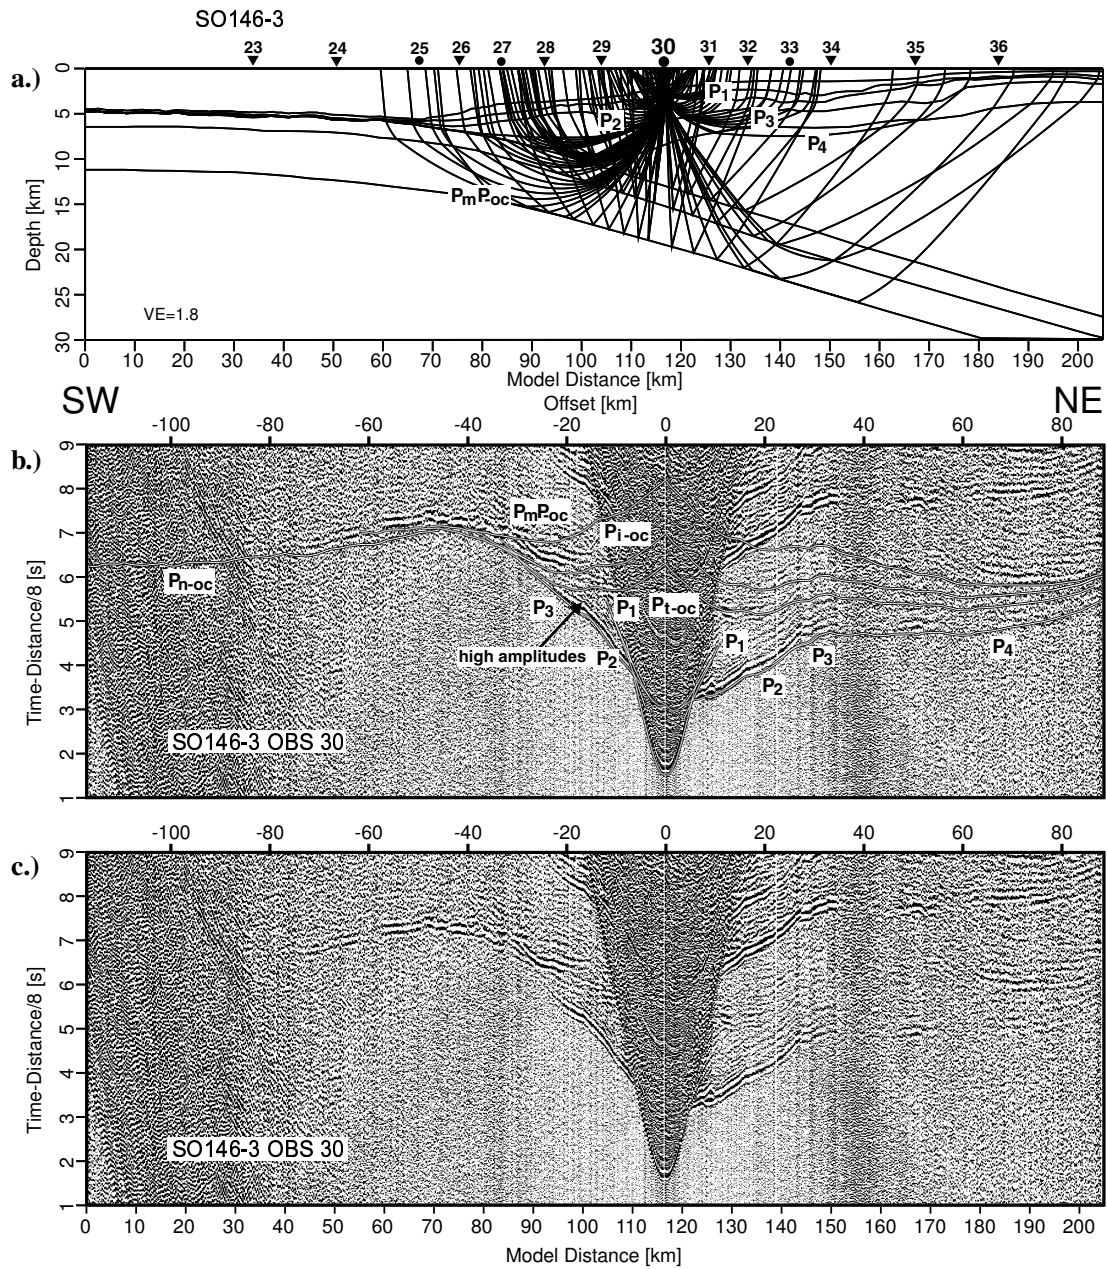 SO146-3
23 24 25 26 27 28 29 30 31 32 33 34 35 36
a.)
0
5
10
15
20
25
30
Depth [km]
P1
P2
P3
P4
PmP-oc
VE=1.8
0 10 20 30 40 50 60 70 80 90 100 110 120 130 140 150 160 170 180 190 200
Model Distance [km]
SW
NE
Offset [km]
-100 -80 -60 -40 -20 0 20 40 60 80
b.)
9
8
7
6
5
4
3
2
1
Time-Distance/8 [s]
PmP-oc
Pi-oc
Pn-oc
P3
P1
Pt-oc
high amplitudes
P2
P1
P3
P4
P2
SO146-3 OBS 30
-100 -80 -60 -40 -20 0 20 40 60 80
c.)
9
8
7
6
5
4
3
2
1
Time-Distance/8 [s]
SO146-3 OBS 30
0 10 20 30 40 50 60 70 80 90 100 110 120 130 140 150 160 170 180 190 200
Model Distance [km]